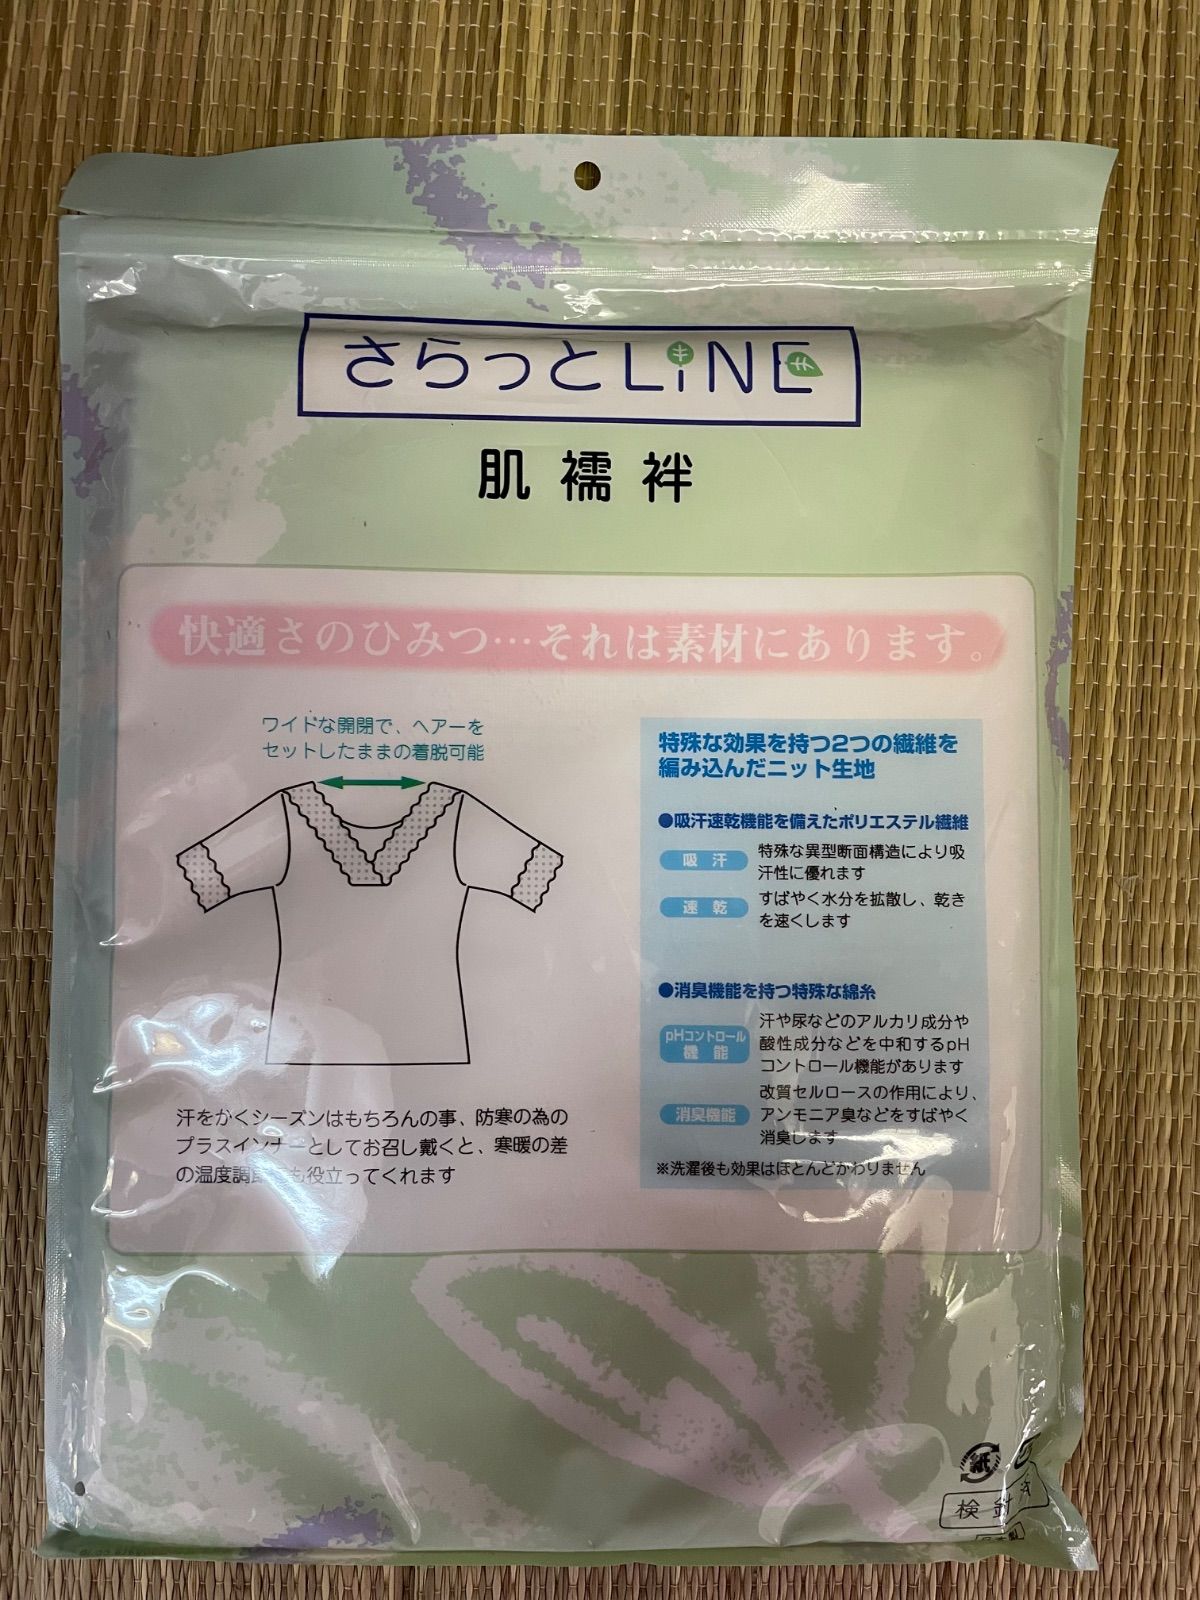 さらっとLiNE
肌襦袢
快適さのひみつ…それは素材にあります。
ワイドな開閉で、ヘアーを
セットしたままの着脱可能
汗をかくシーズンはもちろんの事、防寒の為の
プラスインナーとしてお召し戴くと、寒暖の差
の温度調節にも役立ってくれます
特殊な効果を持つ2つの繊維を
編み込んだニット生地
●吸汗速乾機能を備えたポリエステル繊維
吸汗 特殊な異型断面構造により吸
汗性に優れます
速乾 すばやく水分を拡散し、乾き
を速くします
●消臭機能を持つ特殊な綿糸
pHコントロール
機能
汗や尿などのアルカリ成分や
酸性成分などを中和するpH
コントロール機能があります
消臭機能
改質セルロースの作用により、
アンモニア臭などをすばやく
消臭します
※洗濯後も効果はほとんどかわりません
紙
検針
日本製